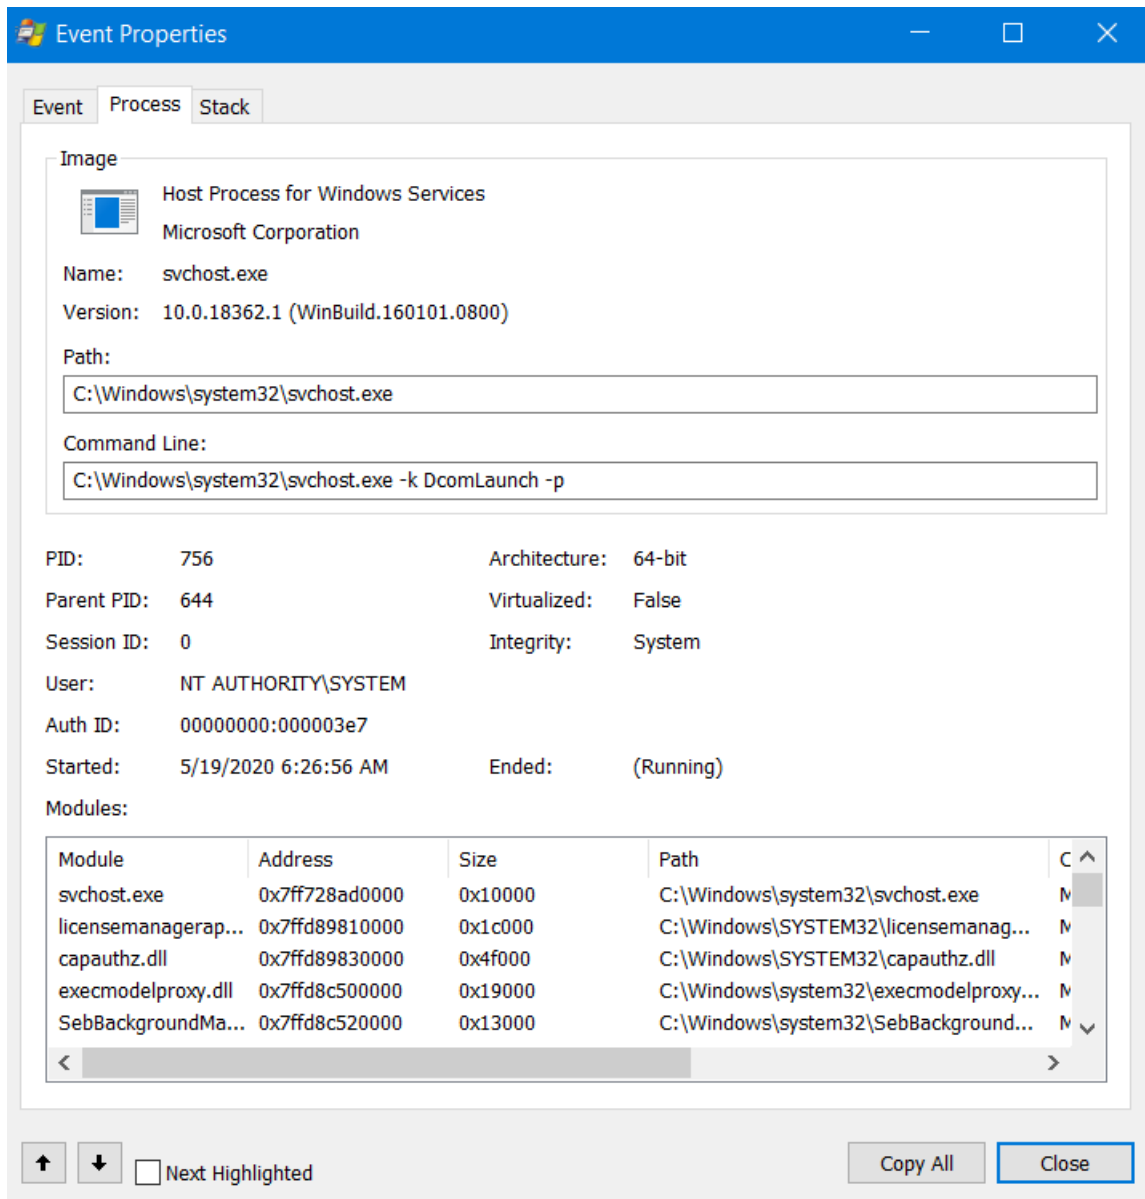 Event Properties
Event Process Stack
Image
Host Process for Windows Services
Microsoft Corporation
Name: svchost.exe
Version: 10.0.18362.1 (WinBuild.160101.0800)
Path:
C:\Windows\system32\svchost.exe
Command Line:
C:\Windows\system32\svchost.exe -k DcomLaunch -p
PID: 756 Architecture: 64-bit
Parent PID: 644 Virtualized: False
Session ID: 0 Integrity: System
User: NT AUTHORITY\SYSTEM
Auth ID: 00000000:000003e7
Started: 5/19/2020 6:26:56 AM Ended: (Running)
Modules:
Module Address Size Path C
svchost.exe 0x7ff728ad0000 0x10000 C:\Windows\system32\svchost.exe M
licensemanagerap... 0x7ffd89810000 0x1c000 C:\Windows\SYSTEM32\licensemanag... M
capauthz.dll 0x7ffd89830000 0x4f000 C:\Windows\SYSTEM32\capauthz.dll M
execmodelproxy.dll 0x7ffd8c500000 0x19000 C:\Windows\system32\execmodelproxy... M
SebBackgroundMa... 0x7ffd8c520000 0x13000 C:\Windows\system32\SebBackground... M
Next Highlighted Copy All Close